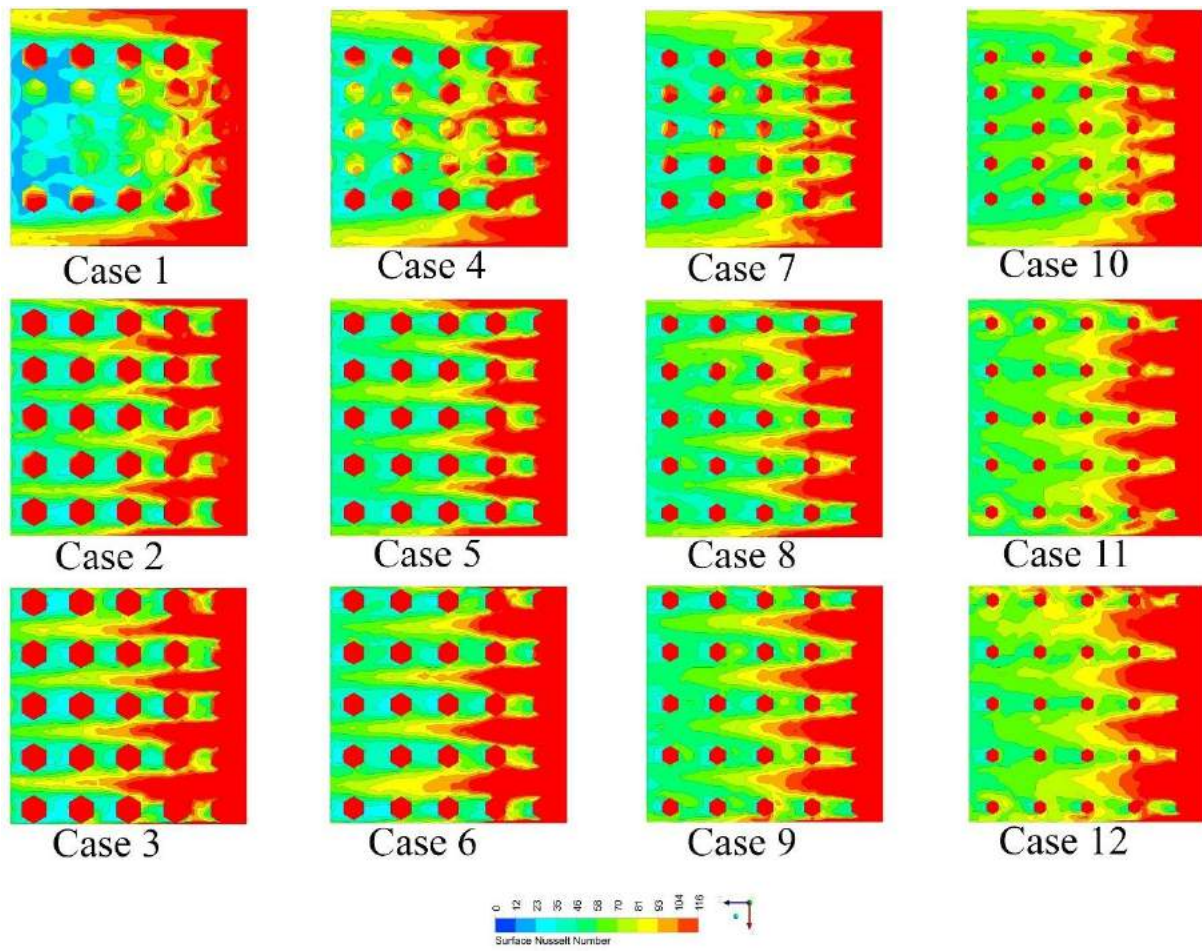 Case 1
Case 4
Case 7
Case 10
Case 2
Case 5
Case 8
Case 11
Case 3
Case 6
Case 9
Case 12
0 12 23 35 46 58 70 81 93 104 116
Surface Nusselt Number